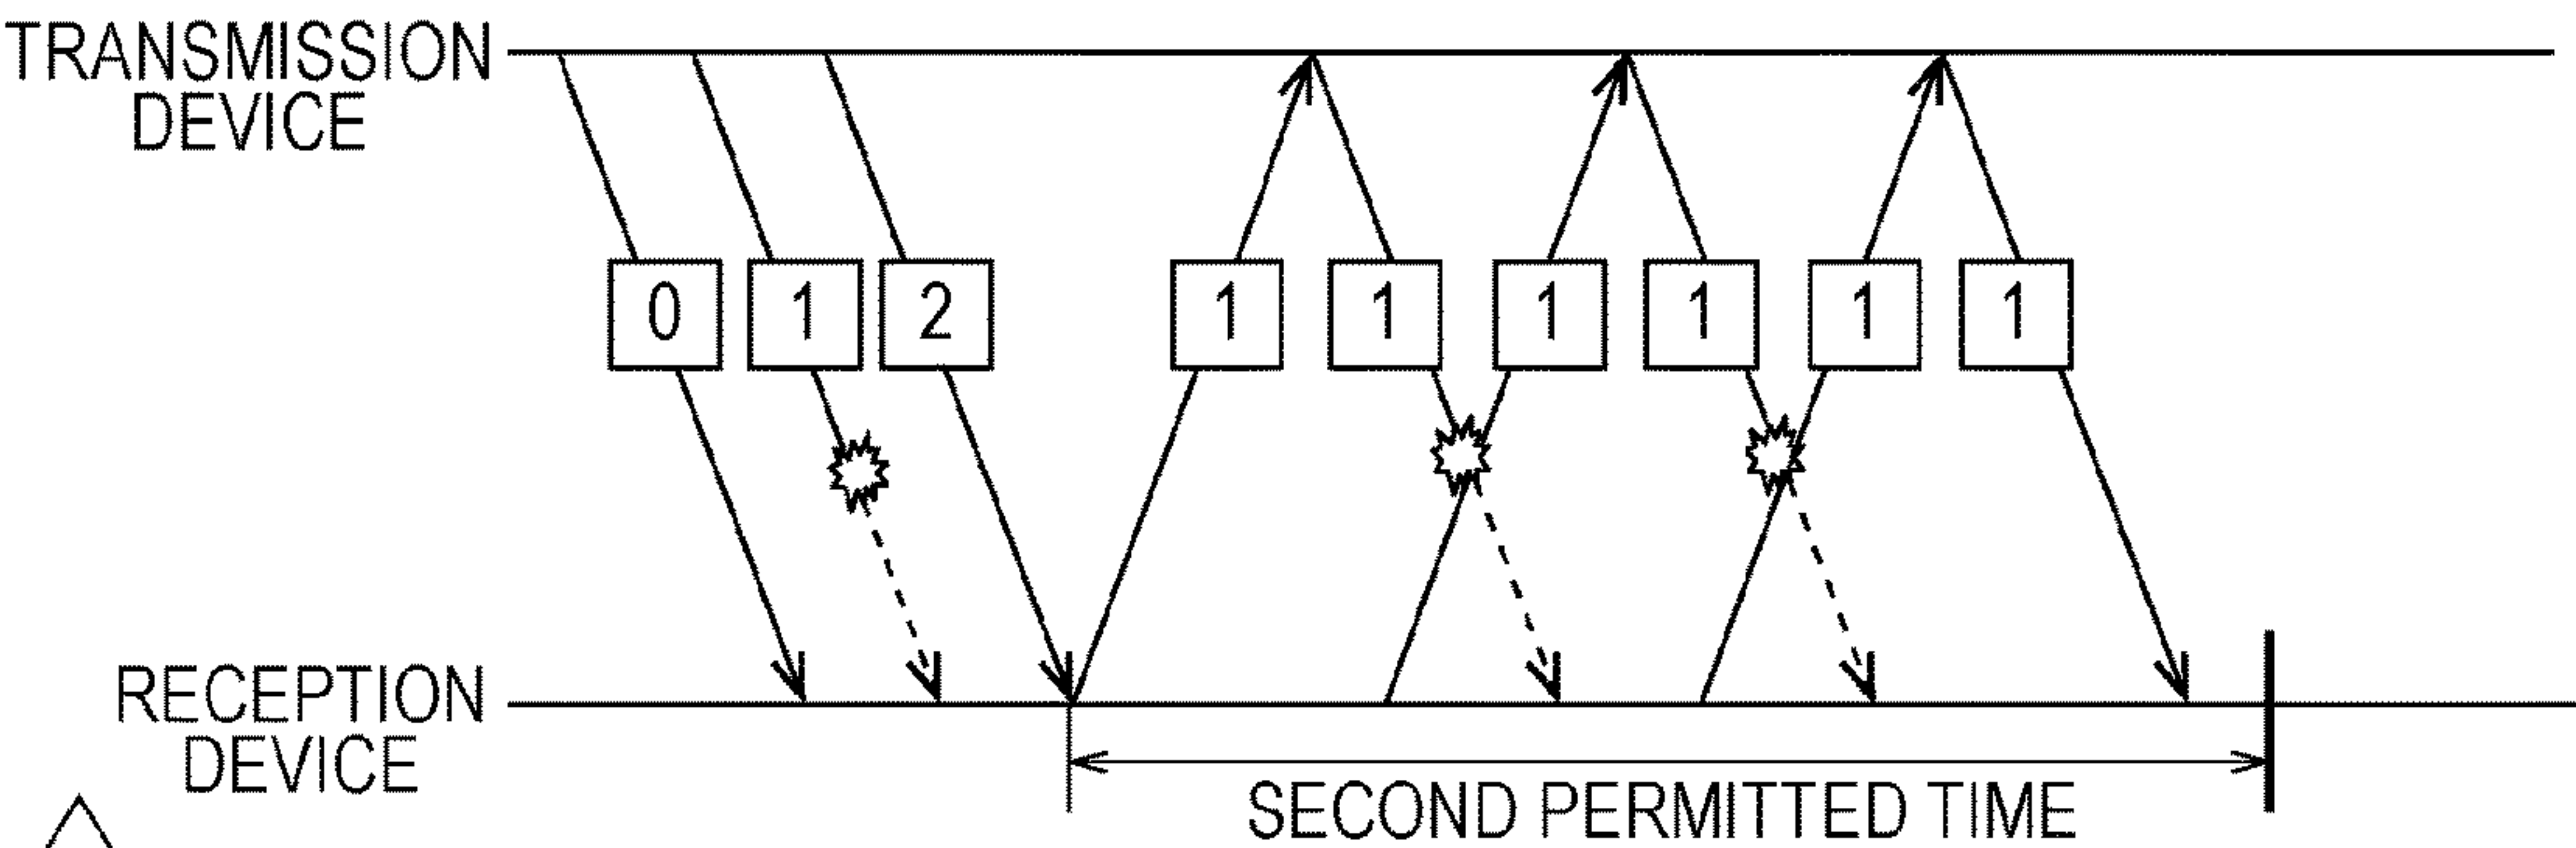 TRANSMISSION
DEVICE
0 1 2 1 1 1 1 1 1
RECEPTION
DEVICE
SECOND PERMITTED TIME